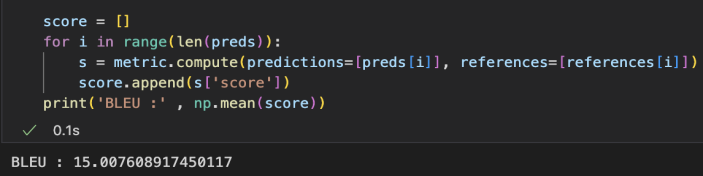 score = []
for i in range(len(preds)):
    s = metric.compute(predictions=[preds[i]], references=[references[i]])
    score.append(s['score'])
print('BLEU :' , np.mean(score))
✓ 0.1s
BLEU : 15.007608917450117